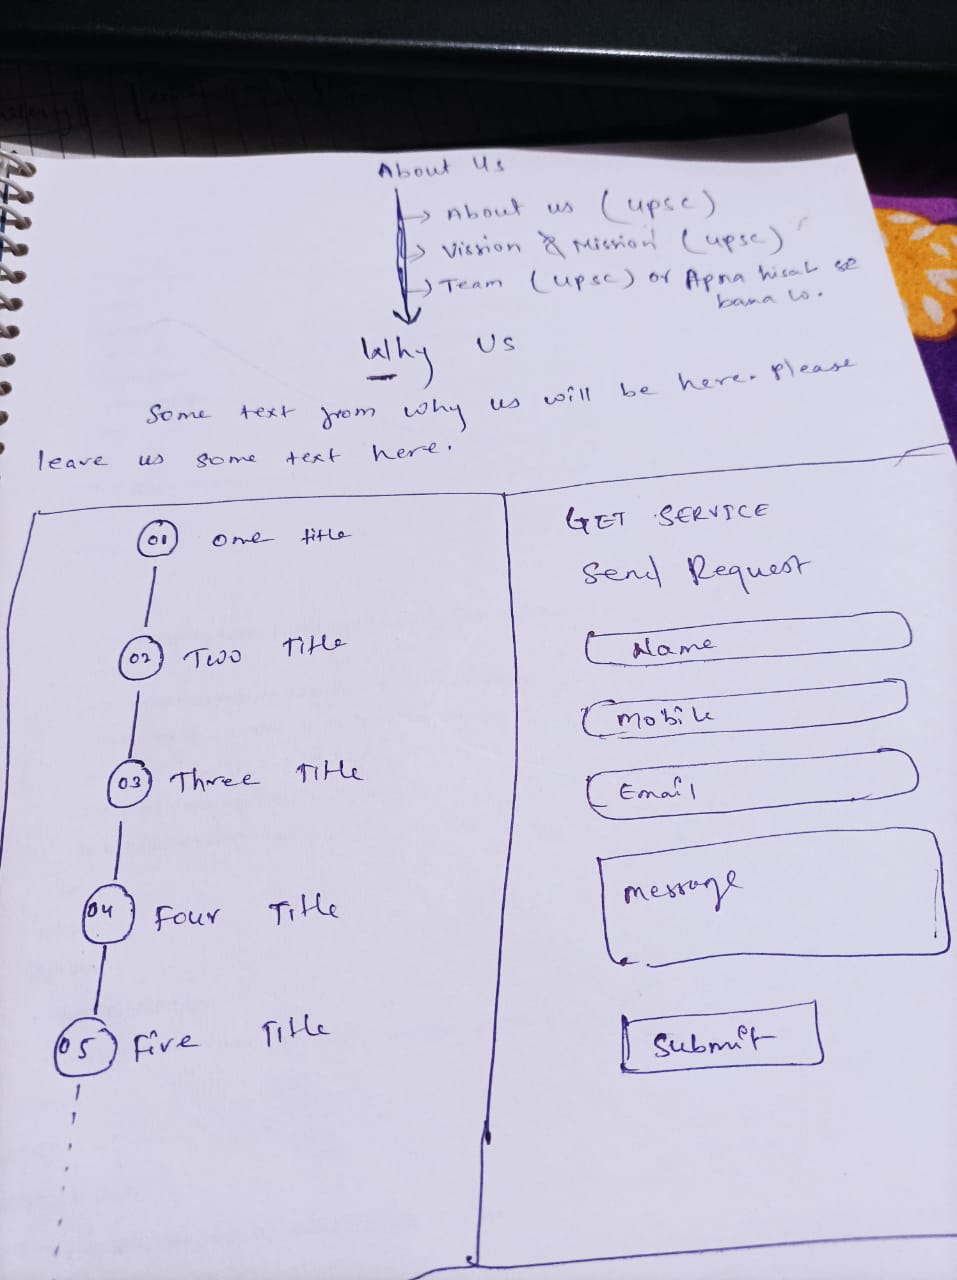 About Us
About us (upsc)
Vission & Mission (upsc)
Team (upsc) or Apna hisab se
bana lo.
Why Us
Some text from why us will be here. please
leave us some text here.
01 One title
02 Two Title
03 Three Title
04 Four Title
05 Five Title
GET SERVICE
Send Request
Name
Mobile
Email
message
Submit